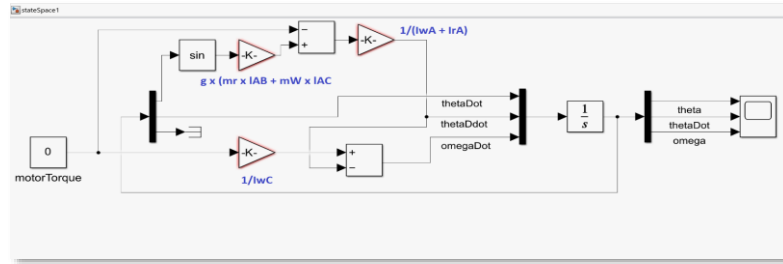 stateSpace1
1/(IwA + IrA)
−
+
sin
-K-
-K-
g x (mr x lAB + mW x lAC
thetaDot
thetaDdot
omegaDot
1
s
theta
thetaDot
omega
0
motorTorque
-K-
+
−
1/IwC